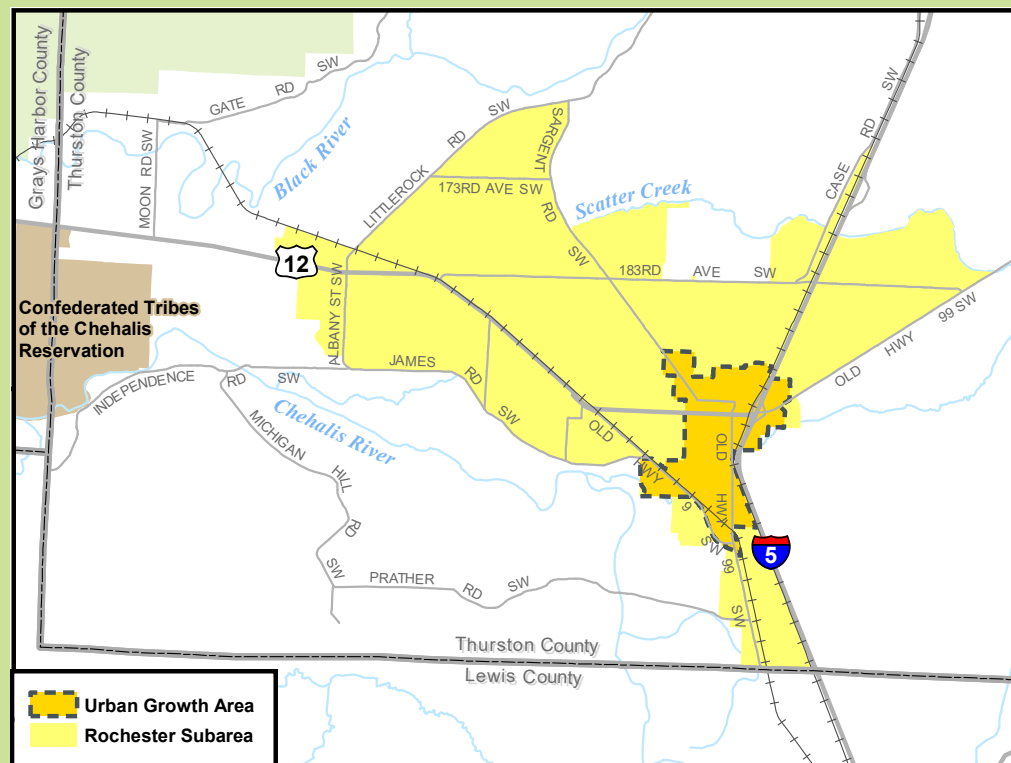 Grays Harbor County
Thurston County
GATE RD SW
MOON RD SW
Black River
LITTLEROCK RD SW
SARGENT RD SW
173RD AVE SW
Scatter Creek
CASE RD SW
12
183RD AVE SW
ALBANY ST SW
Confederated Tribes
of the Chehalis
Reservation
JAMES RD SW
INDEPENDENCE RD SW
OLD HWY 99 SW
Chehalis River
MICHIGAN HILL RD SW
OLD HWY 9 SW
OLD HWY 99 SW
5
PRATHER RD SW
Thurston County
Lewis County
Urban Growth Area
Rochester Subarea